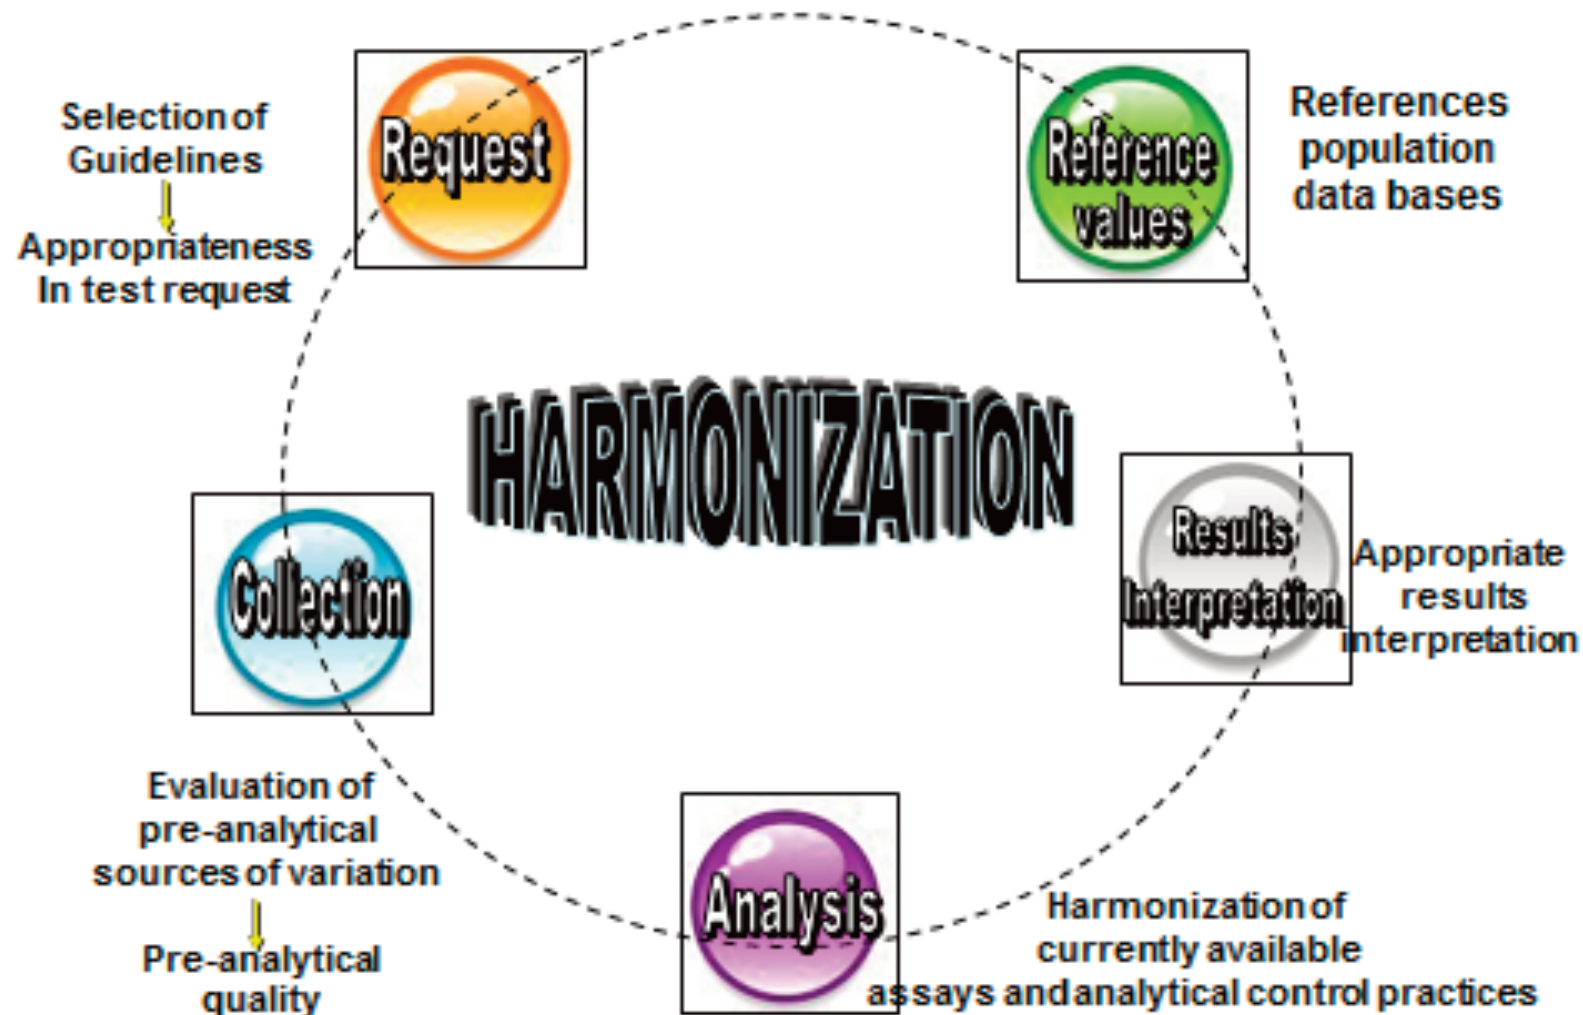 Selection of
Guidelines
Appropriateness
In test request
Request
Reference
values
References
population
data bases
HARMONIZATION
Collection
Results
Interpretation
Appropriate
results
interpretation
Evaluation of
pre-analytical
sources of variation
Pre-analytical
quality
Analysis
Harmonization of
currently available
assays and analytical control practices